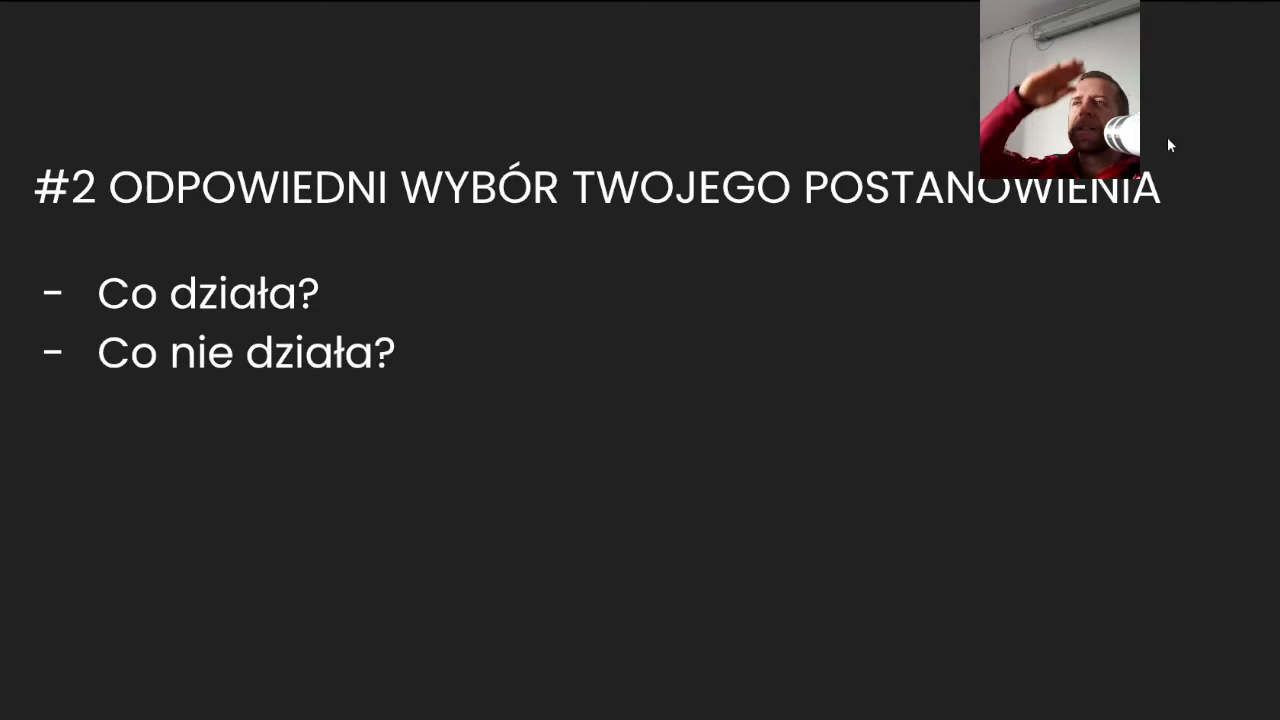 #2 ODPOWIEDNI WYBÓR TWOJEGO POSTANOWIENIA
- Co działa?
- Co nie działa?